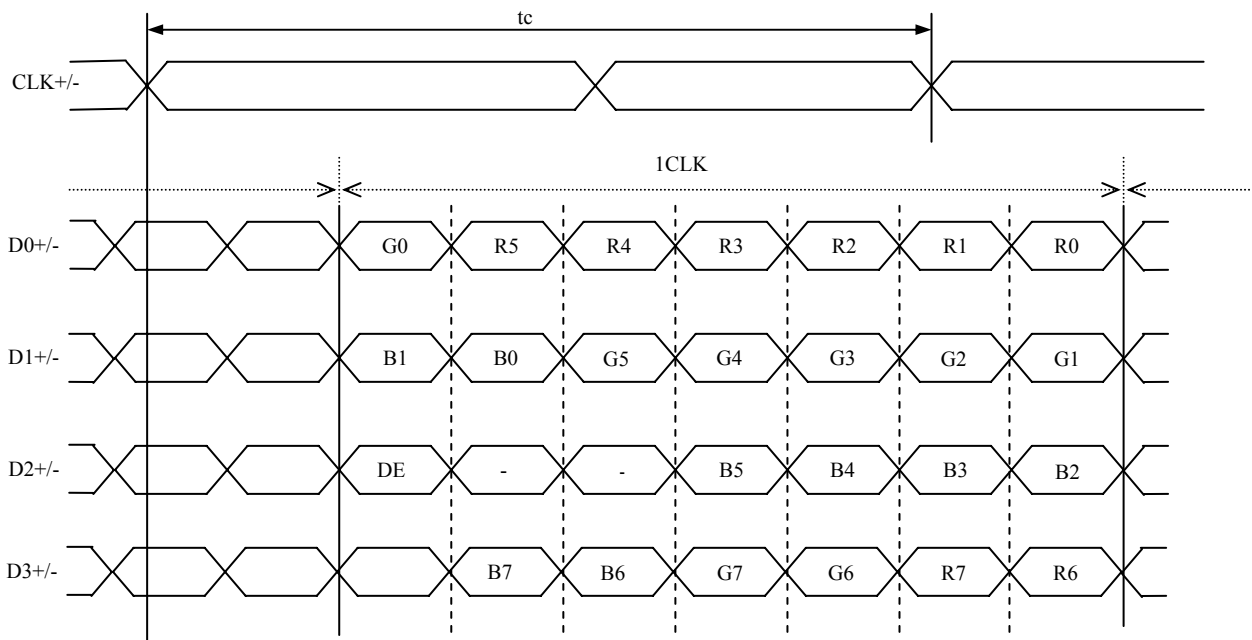 tc
CLK+/-
1CLK
D0+/- G0 R5 R4 R3 R2 R1 R0
D1+/- B1 B0 G5 G4 G3 G2 G1
D2+/- DE - - B5 B4 B3 B2
D3+/- B7 B6 G7 G6 R7 R6